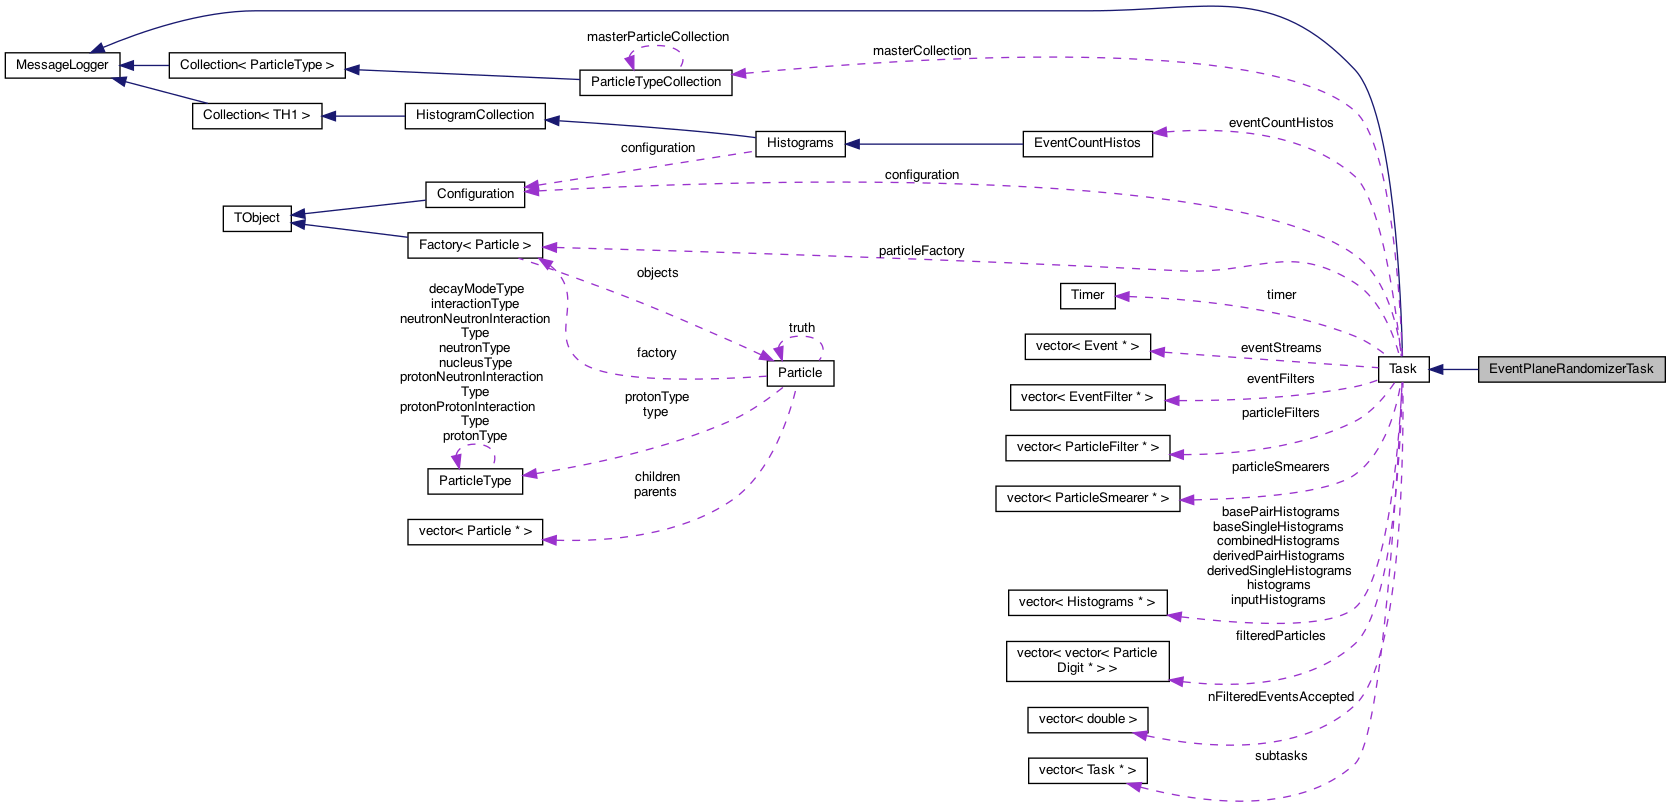 masterParticleCollection
masterCollection
MessageLogger
Collection< ParticleType >
ParticleTypeCollection
Collection< TH1 >
HistogramCollection
eventCountHistos
Histograms
EventCountHistos
configuration
configuration
Configuration
TObject
Factory< Particle >
particleFactory
objects
decayModeType
interactionType
neutronNeutronInteraction
Type
neutronType
nucleusType
protonNeutronInteraction
Type
protonProtonInteraction
Type
protonType
Timer
timer
truth
factory
Particle
vector< Event * >
eventStreams
Task
EventPlaneRandomizerTask
eventFilters
vector< EventFilter * >
protonType
type
particleFilters
vector< ParticleFilter * >
particleSmearers
ParticleType
children
parents
vector< ParticleSmearer * >
vector< Particle * >
basePairHistograms
baseSingleHistograms
combinedHistograms
derivedPairHistograms
derivedSingleHistograms
histograms
inputHistograms
vector< Histograms * >
filteredParticles
vector< vector< Particle
Digit * > >
nFilteredEventsAccepted
vector< double >
subtasks
vector< Task * >